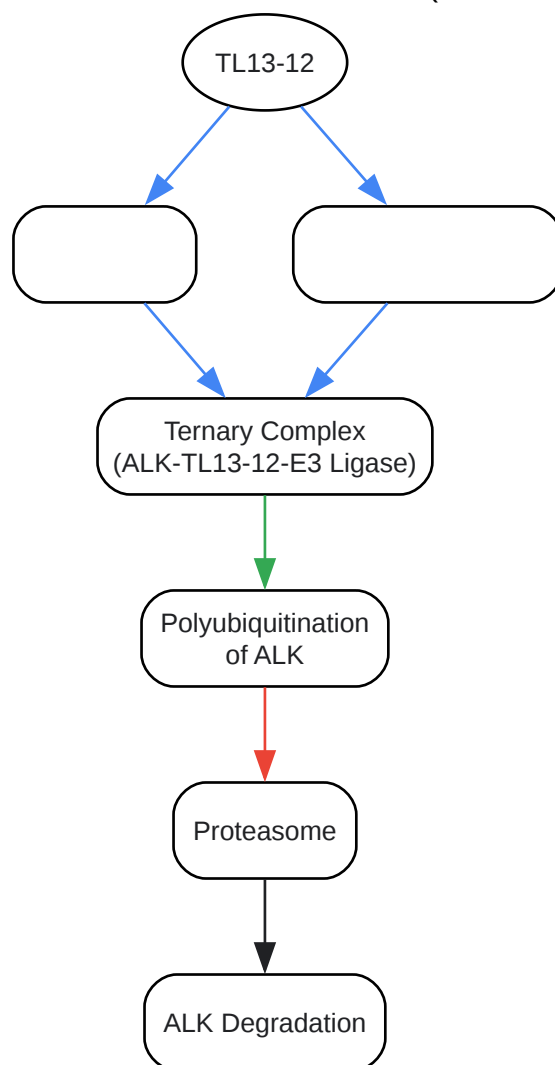 TL13-12
Ternary Complex
(ALK-TL13-12-E3 Ligase)
Polyubiquitination
of ALK
Proteasome
ALK Degradation